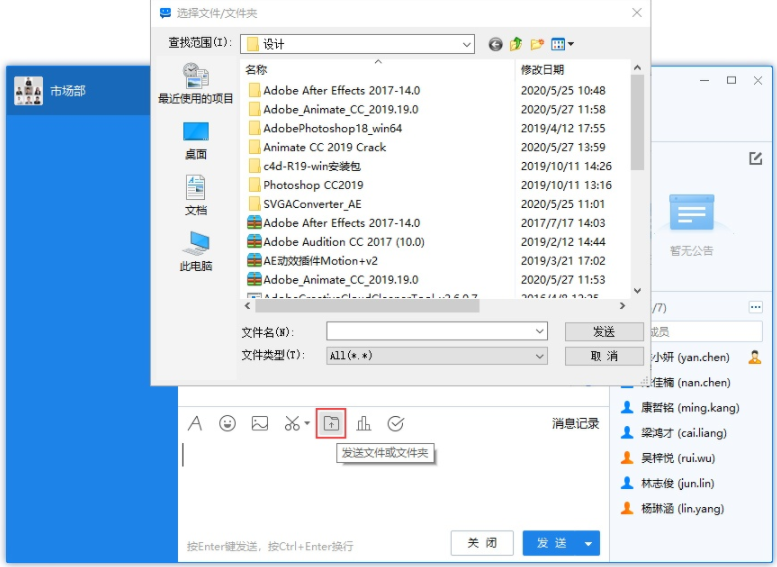 选择文件/文件夹
查找范围(I):
设计
最近使用的项目
桌面
文档
此电脑
名称
修改日期
Adobe After Effects 2017-14.0
2020/5/25 10:48
Adobe_Animate_CC_2019.19.0
2020/5/27 11:58
AdobePhotoshop18_win64
2019/4/12 17:55
Animate CC 2019 Crack
2020/5/27 13:59
c4d-R19-win安装包
2019/10/11 14:26
Photoshop CC2019
2019/10/11 13:16
SVGAConverter_AE
2020/5/25 11:01
Adobe After Effects 2017-14.0
2017/7/17 14:03
Adobe Audition CC 2017 (10.0)
2019/2/12 14:44
AE动效插件Motion+v2
2019/3/21 17:02
Adobe_Animate_CC_2019.19.0
2020/5/27 11:53
文件名(N):
发送
文件类型(T):
All(*.*)
取 消
市场部
暂无公告
/7)
成员
小妍 (yan.chen)
佳楠 (nan.chen)
康哲铭 (ming.kang)
梁鸿才 (cai.liang)
吴梓悦 (rui.wu)
林志俊 (jun.lin)
杨琳涵 (lin.yang)
消息记录
发送文件或文件夹
按Enter键发送，按Ctrl+Enter换行
关 闭
发 送